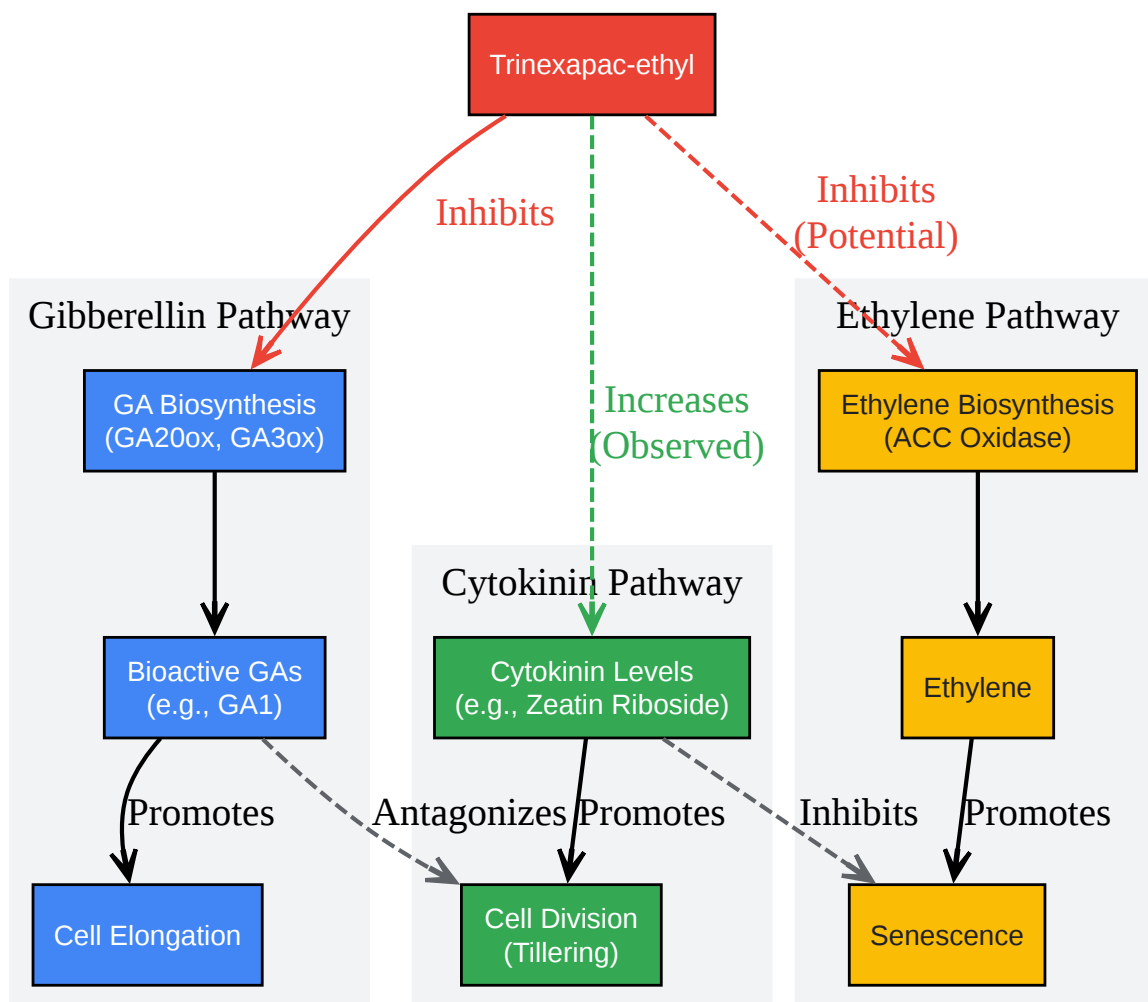 Trinexapac-ethyl
Inhibits
Inhibits
(Potential)
Gibberellin Pathway
Ethylene Pathway
GA Biosynthesis
(GA20ox, GA3ox)
Increases
(Observed)
Ethylene Biosynthesis
(ACC Oxidase)
Cytokinin Pathway
Bioactive GAs
(e.g., GA1)
Cytokinin Levels
(e.g., Zeatin Riboside)
Ethylene
Promotes
Antagonizes
Promotes
Inhibits
Promotes
Cell Elongation
Cell Division
(Tillering)
Senescence